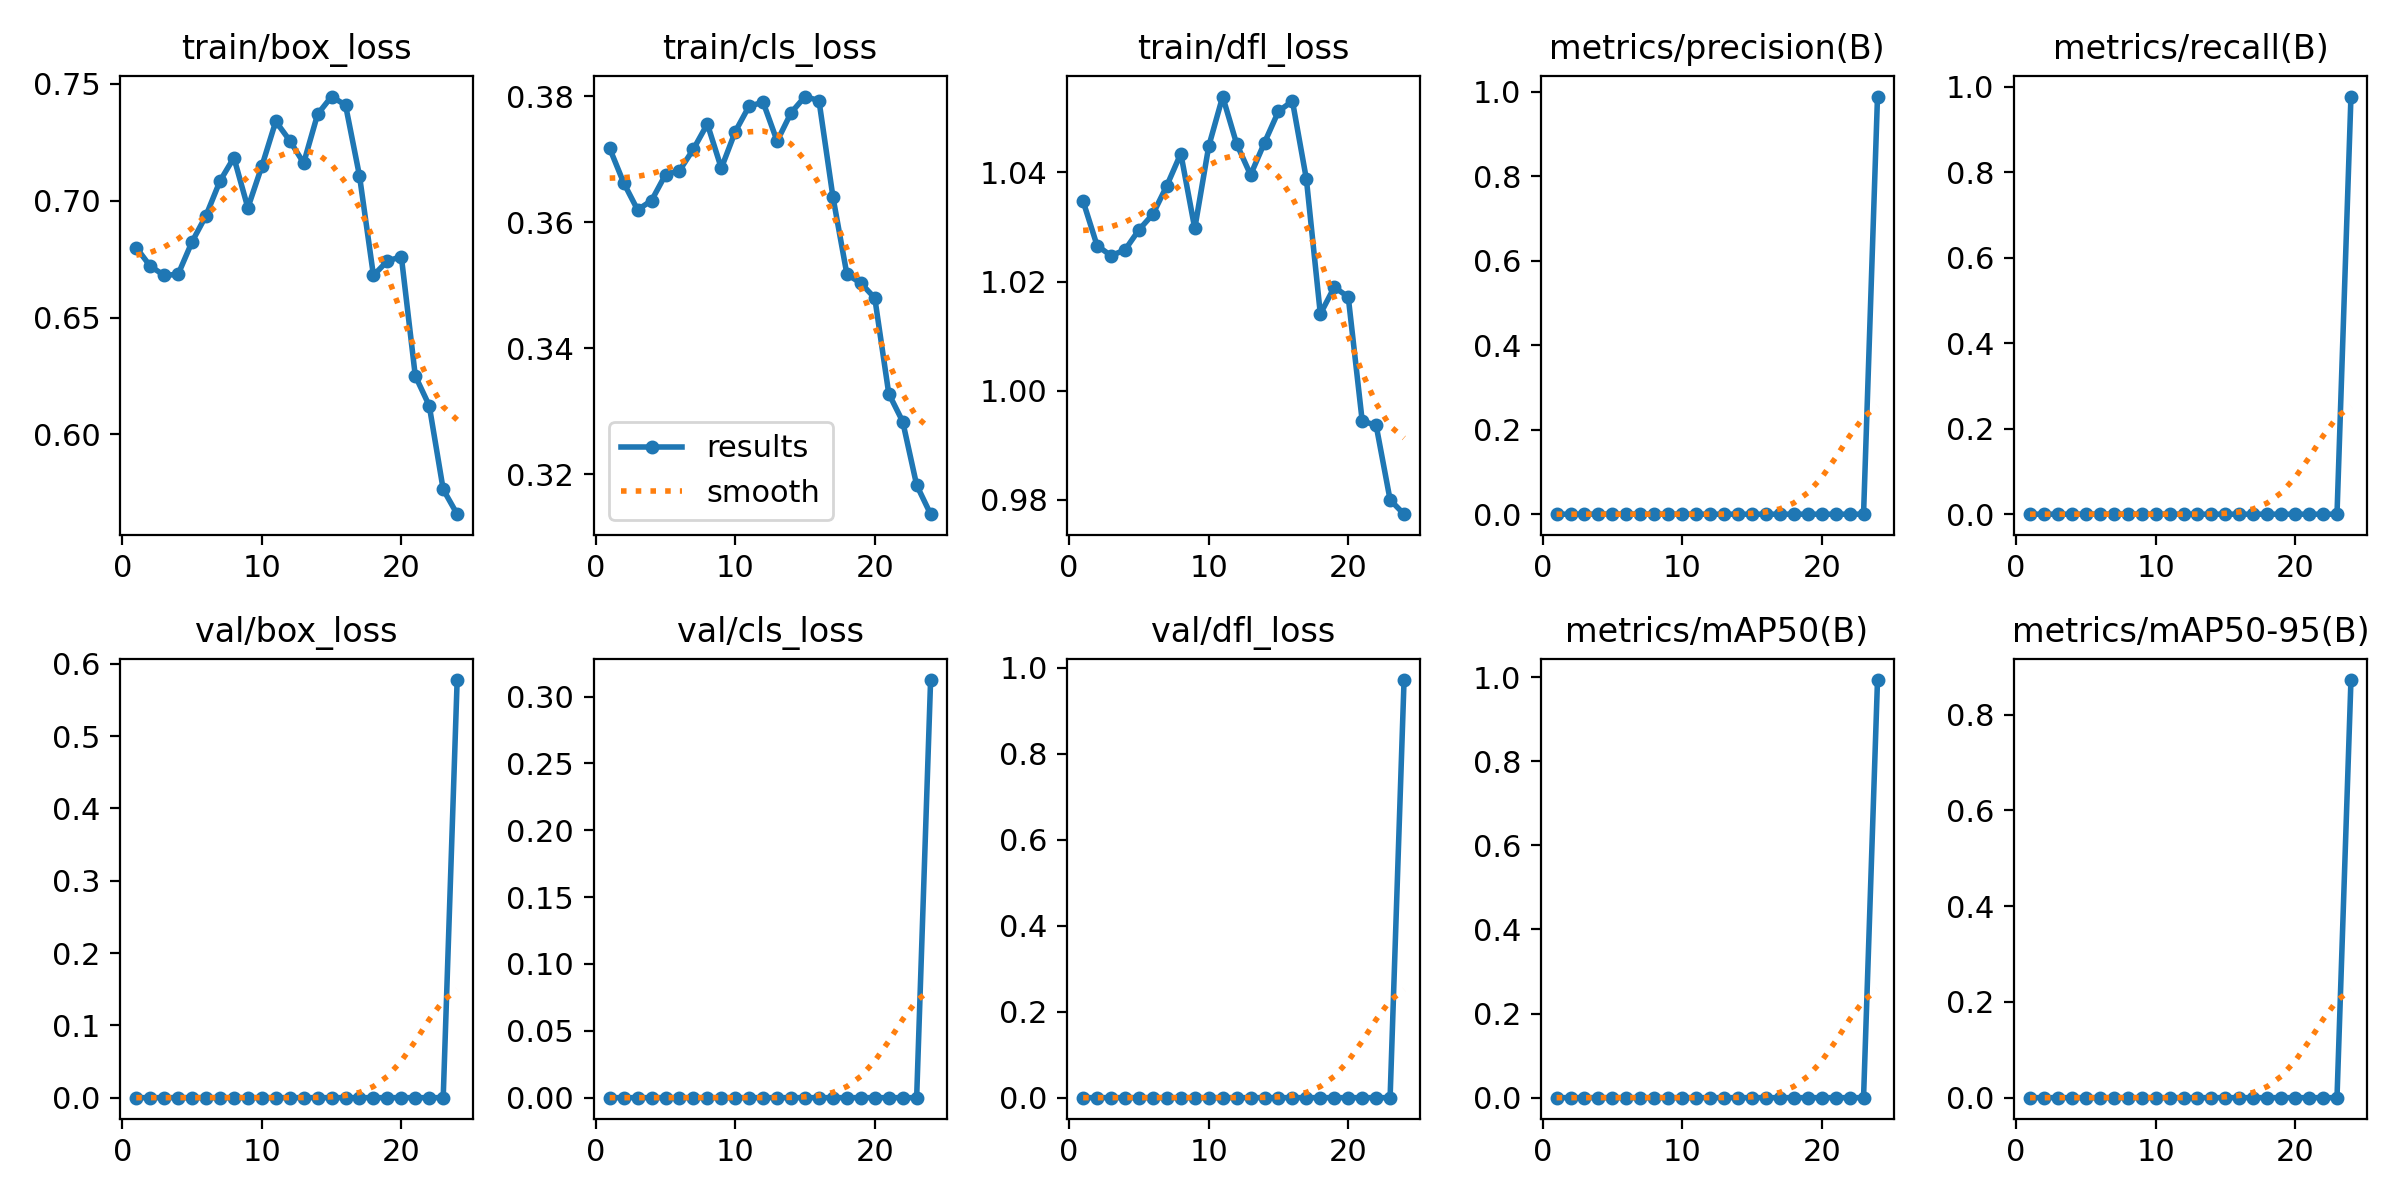 train/box_loss
0.75
0.70
0.65
0.60
0 10 20
train/cls_loss
0.38
0.36
0.34
0.32
results
smooth
0 10 20
train/dfl_loss
1.04
1.02
1.00
0.98
0 10 20
metrics/precision(B)
1.0
0.8
0.6
0.4
0.2
0.0
0 10 20
metrics/recall(B)
1.0
0.8
0.6
0.4
0.2
0.0
0 10 20
val/box_loss
0.6
0.5
0.4
0.3
0.2
0.1
0.0
0 10 20
val/cls_loss
0.30
0.25
0.20
0.15
0.10
0.05
0.00
0 10 20
val/dfl_loss
1.0
0.8
0.6
0.4
0.2
0.0
0 10 20
metrics/mAP50(B)
1.0
0.8
0.6
0.4
0.2
0.0
0 10 20
metrics/mAP50-95(B)
0.8
0.6
0.4
0.2
0.0
0 10 20